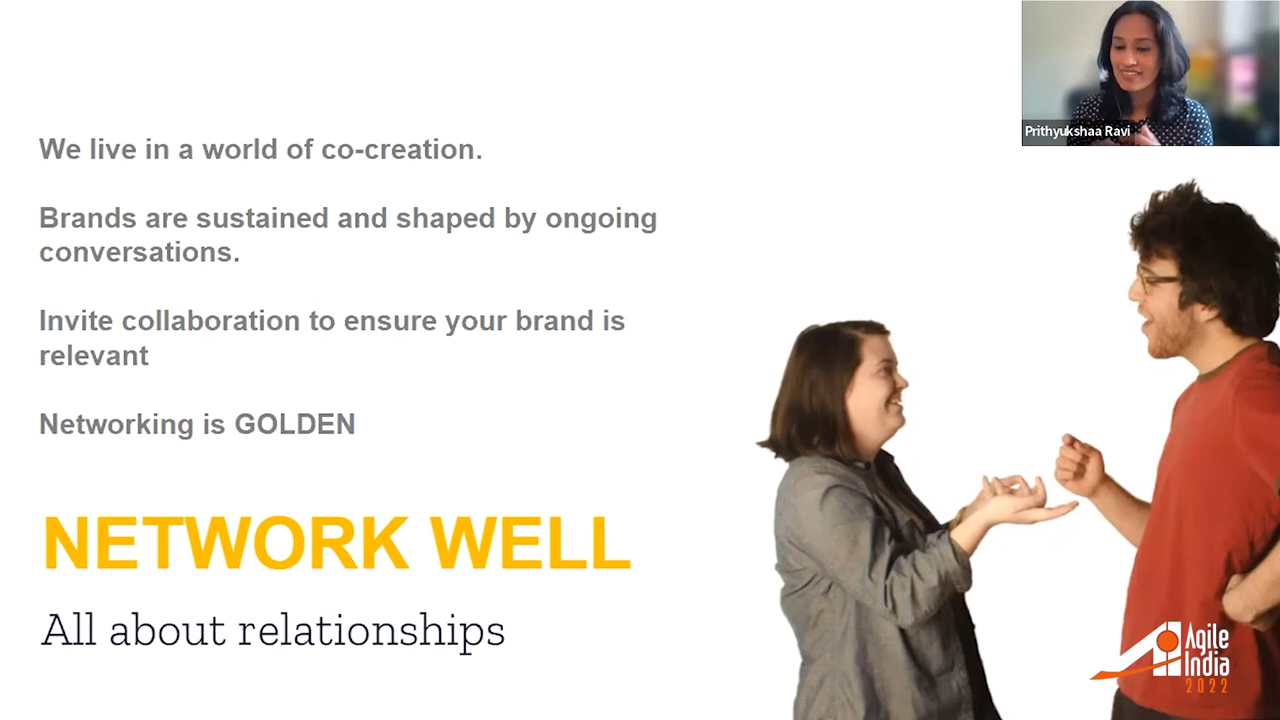 We live in a world of co-creation.
Brands are sustained and shaped by ongoing
conversations.
Invite collaboration to ensure your brand is
relevant
Networking is GOLDEN
NETWORK WELL
All about relationships
Prithyukshaa Ravi
Agile
India
2022